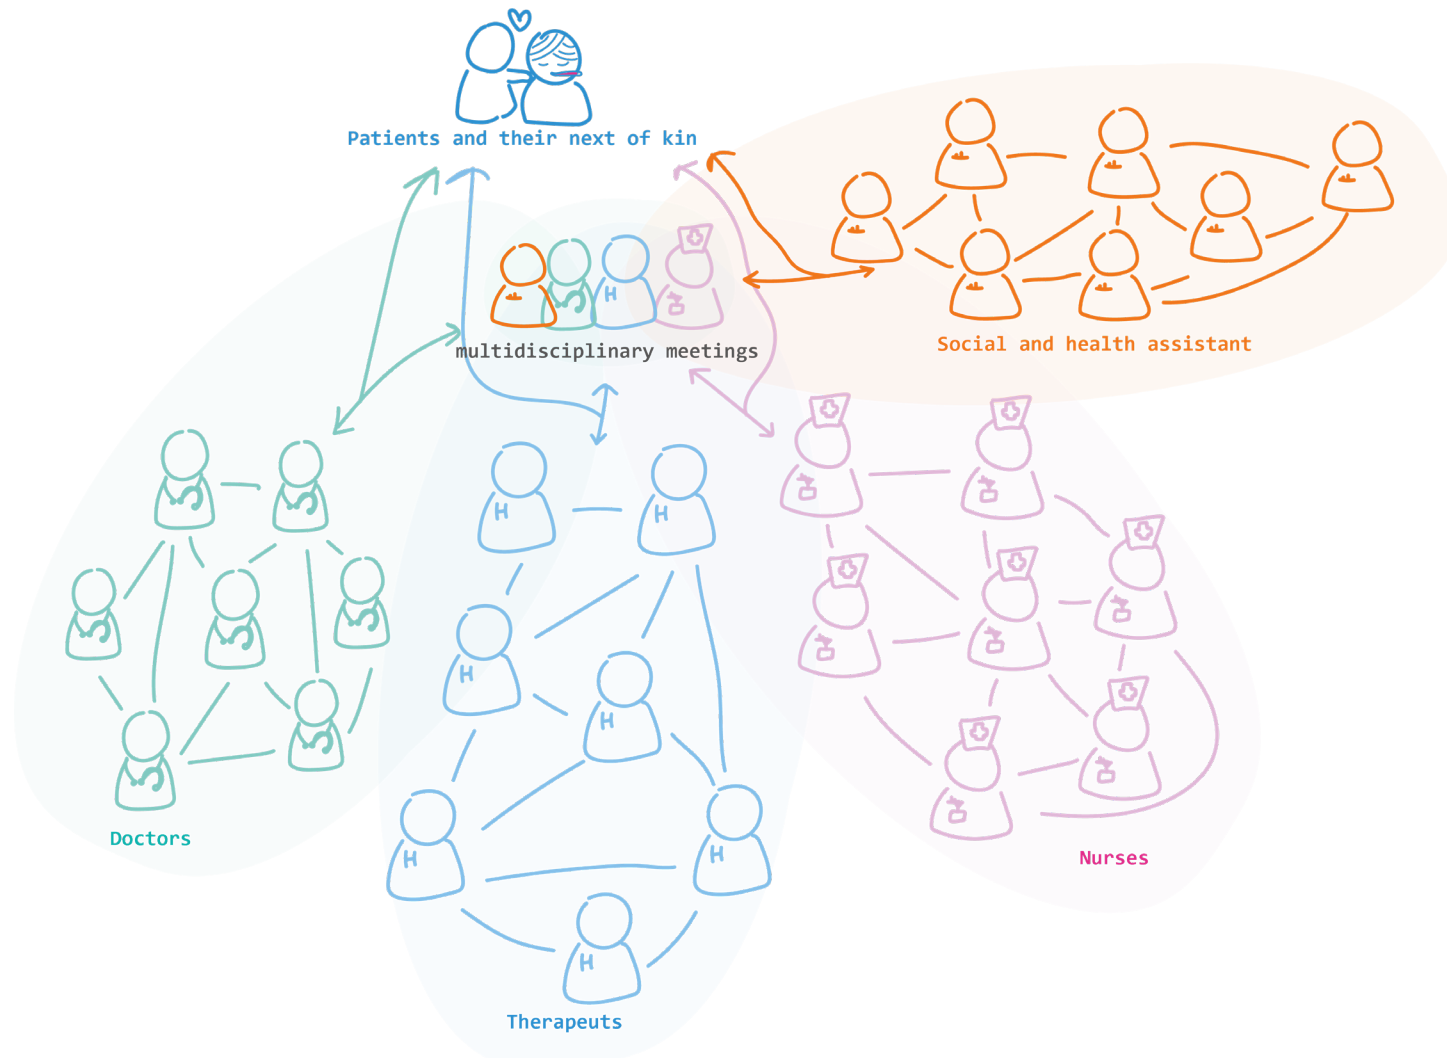 Patients and their next of kin
multidisciplinary meetings
H
Social and health assistant
H
H
H
H
H
H
H
Doctors
Nurses
Therapeuts